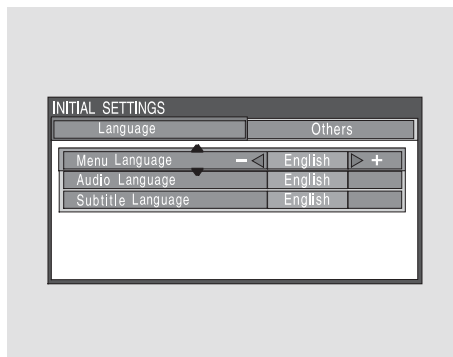 INITIAL SETTINGS
Language Others
Menu Language − English +
Audio Language English
Subtitle Language English